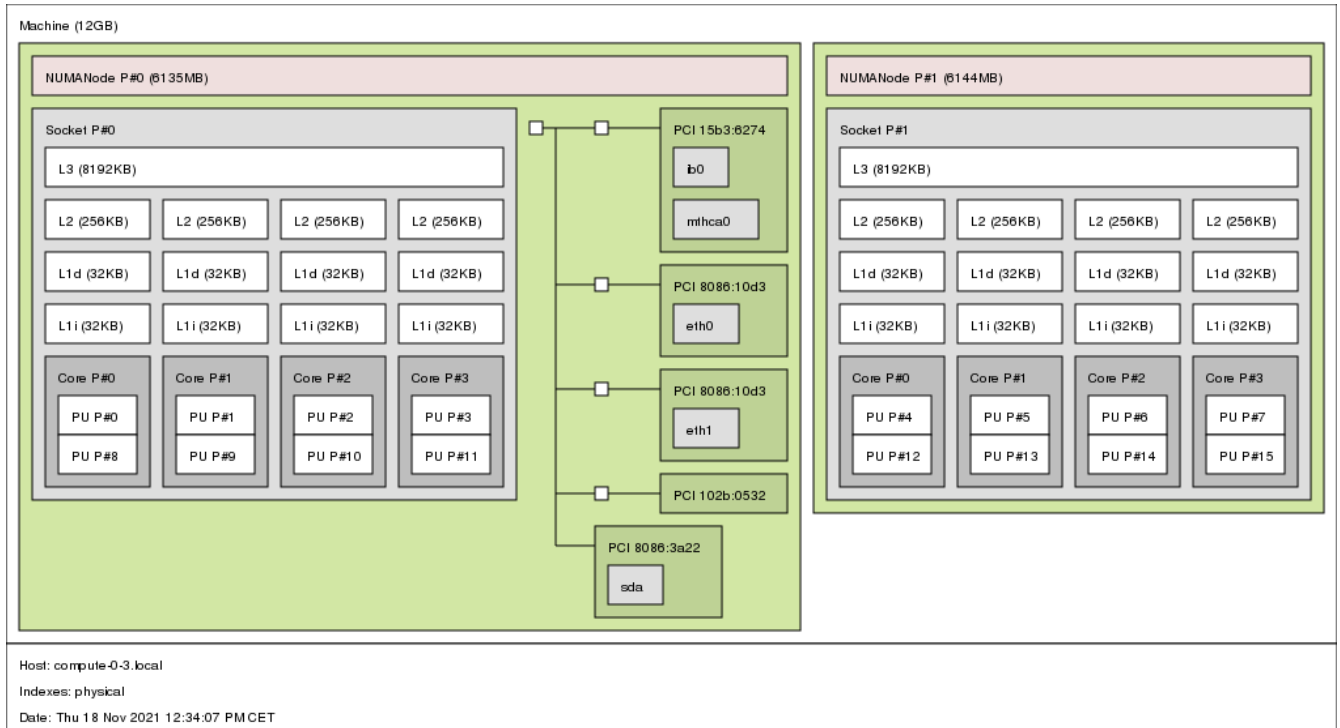 Machine (12GB)
NUMANode P#0 (6135MB)
Socket P#0
L3 (8192KB)
L2 (256KB) L2 (256KB) L2 (256KB) L2 (256KB)
L1d (32KB) L1d (32KB) L1d (32KB) L1d (32KB)
L1i (32KB) L1i (32KB) L1i (32KB) L1i (32KB)
Core P#0 Core P#1 Core P#2 Core P#3
PU P#0 PU P#1 PU P#2 PU P#3
PU P#8 PU P#9 PU P#10 PU P#11
PCI 15b3:6274
ib0
mthca0
PCI 8086:10d3
eth0
PCI 8086:10d3
eth1
PCI 102b:0532
PCI 8086:3a22
sda
NUMANode P#1 (6144MB)
Socket P#1
L3 (8192KB)
L2 (256KB) L2 (256KB) L2 (256KB) L2 (256KB)
L1d (32KB) L1d (32KB) L1d (32KB) L1d (32KB)
L1i (32KB) L1i (32KB) L1i (32KB) L1i (32KB)
Core P#0 Core P#1 Core P#2 Core P#3
PU P#4 PU P#5 PU P#6 PU P#7
PU P#12 PU P#13 PU P#14 PU P#15
Host: compute-0-3.local
Indexes: physical
Date: Thu 18 Nov 2021 12:34:07 PM CET